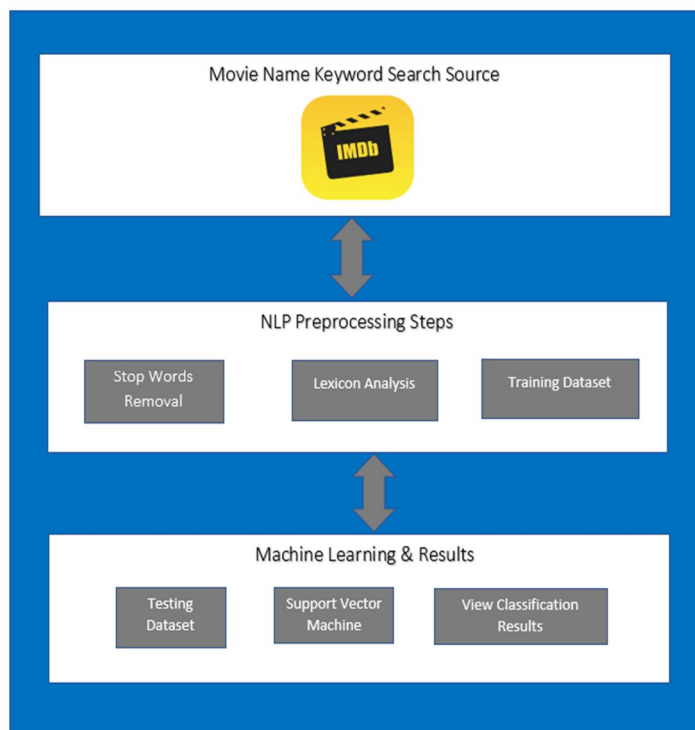 Movie Name Keyword Search Source
IMDb
NLP Preprocessing Steps
Stop Words
Removal
Lexicon Analysis
Training Dataset
Machine Learning & Results
Testing
Dataset
Support Vector
Machine
View Classification
Results